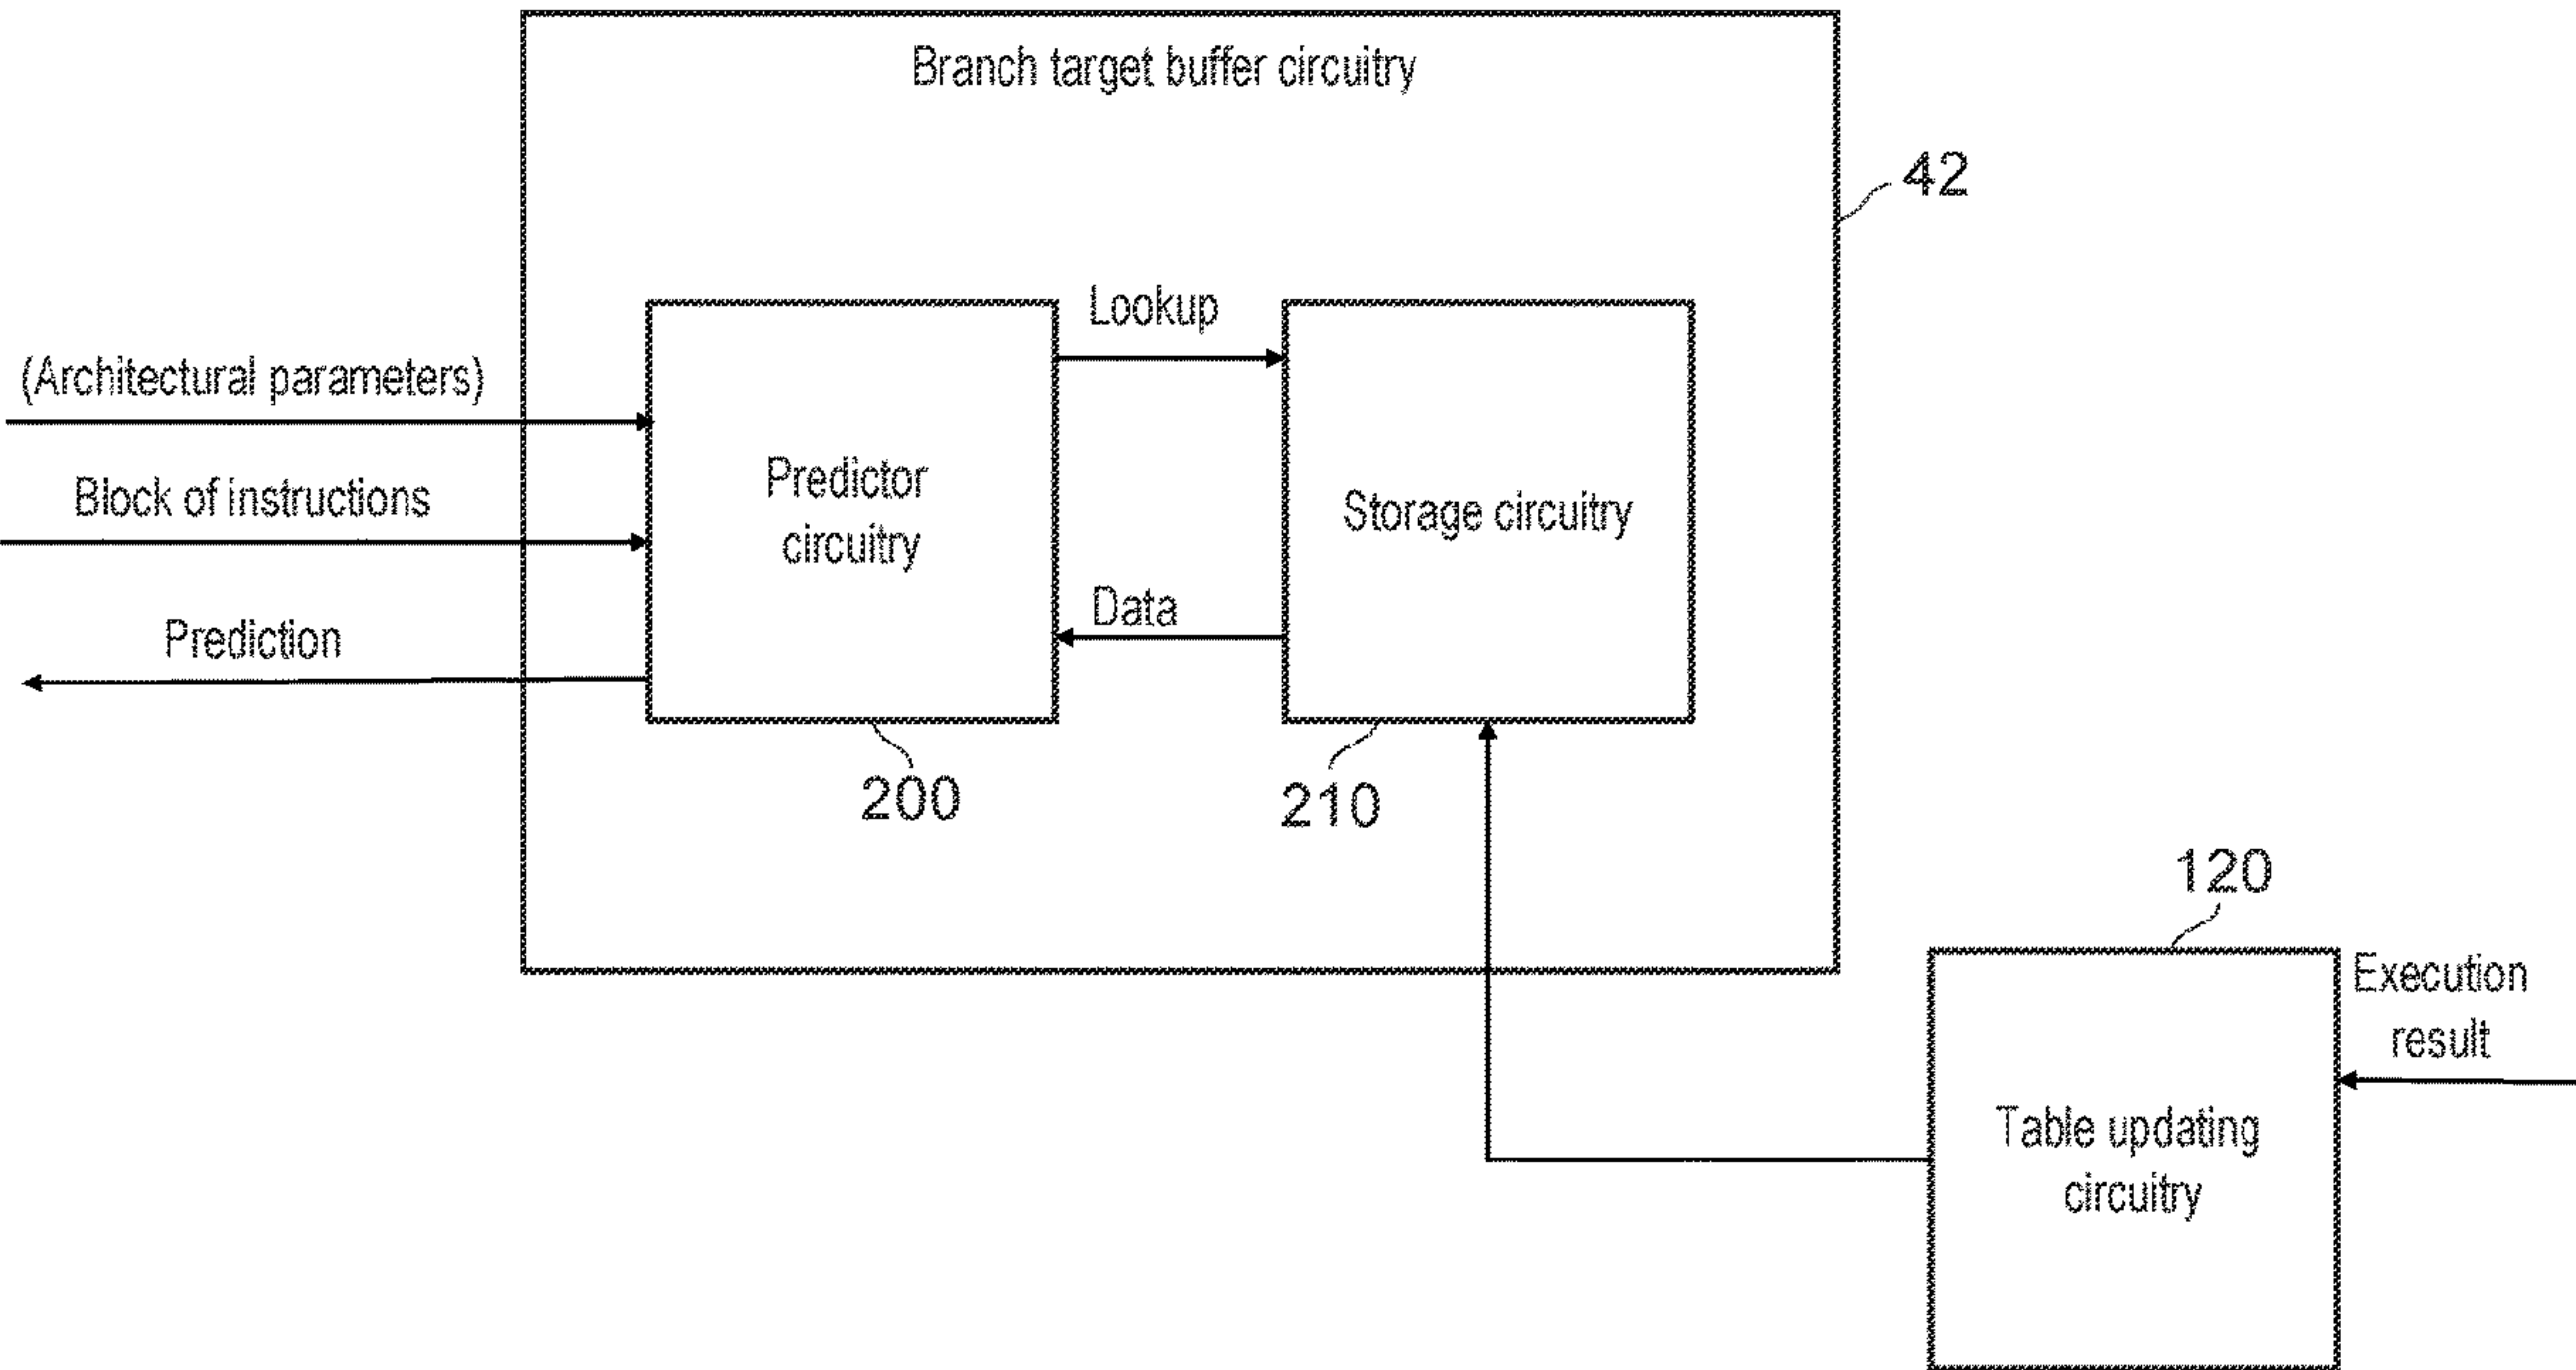 Branch target buffer circuitry
42
Lookup
(Architectural parameters)
Predictor
circuitry
Block of instructions
Storage circuitry
Data
Prediction
200
210
120
Execution
result
Table updating
circuitry